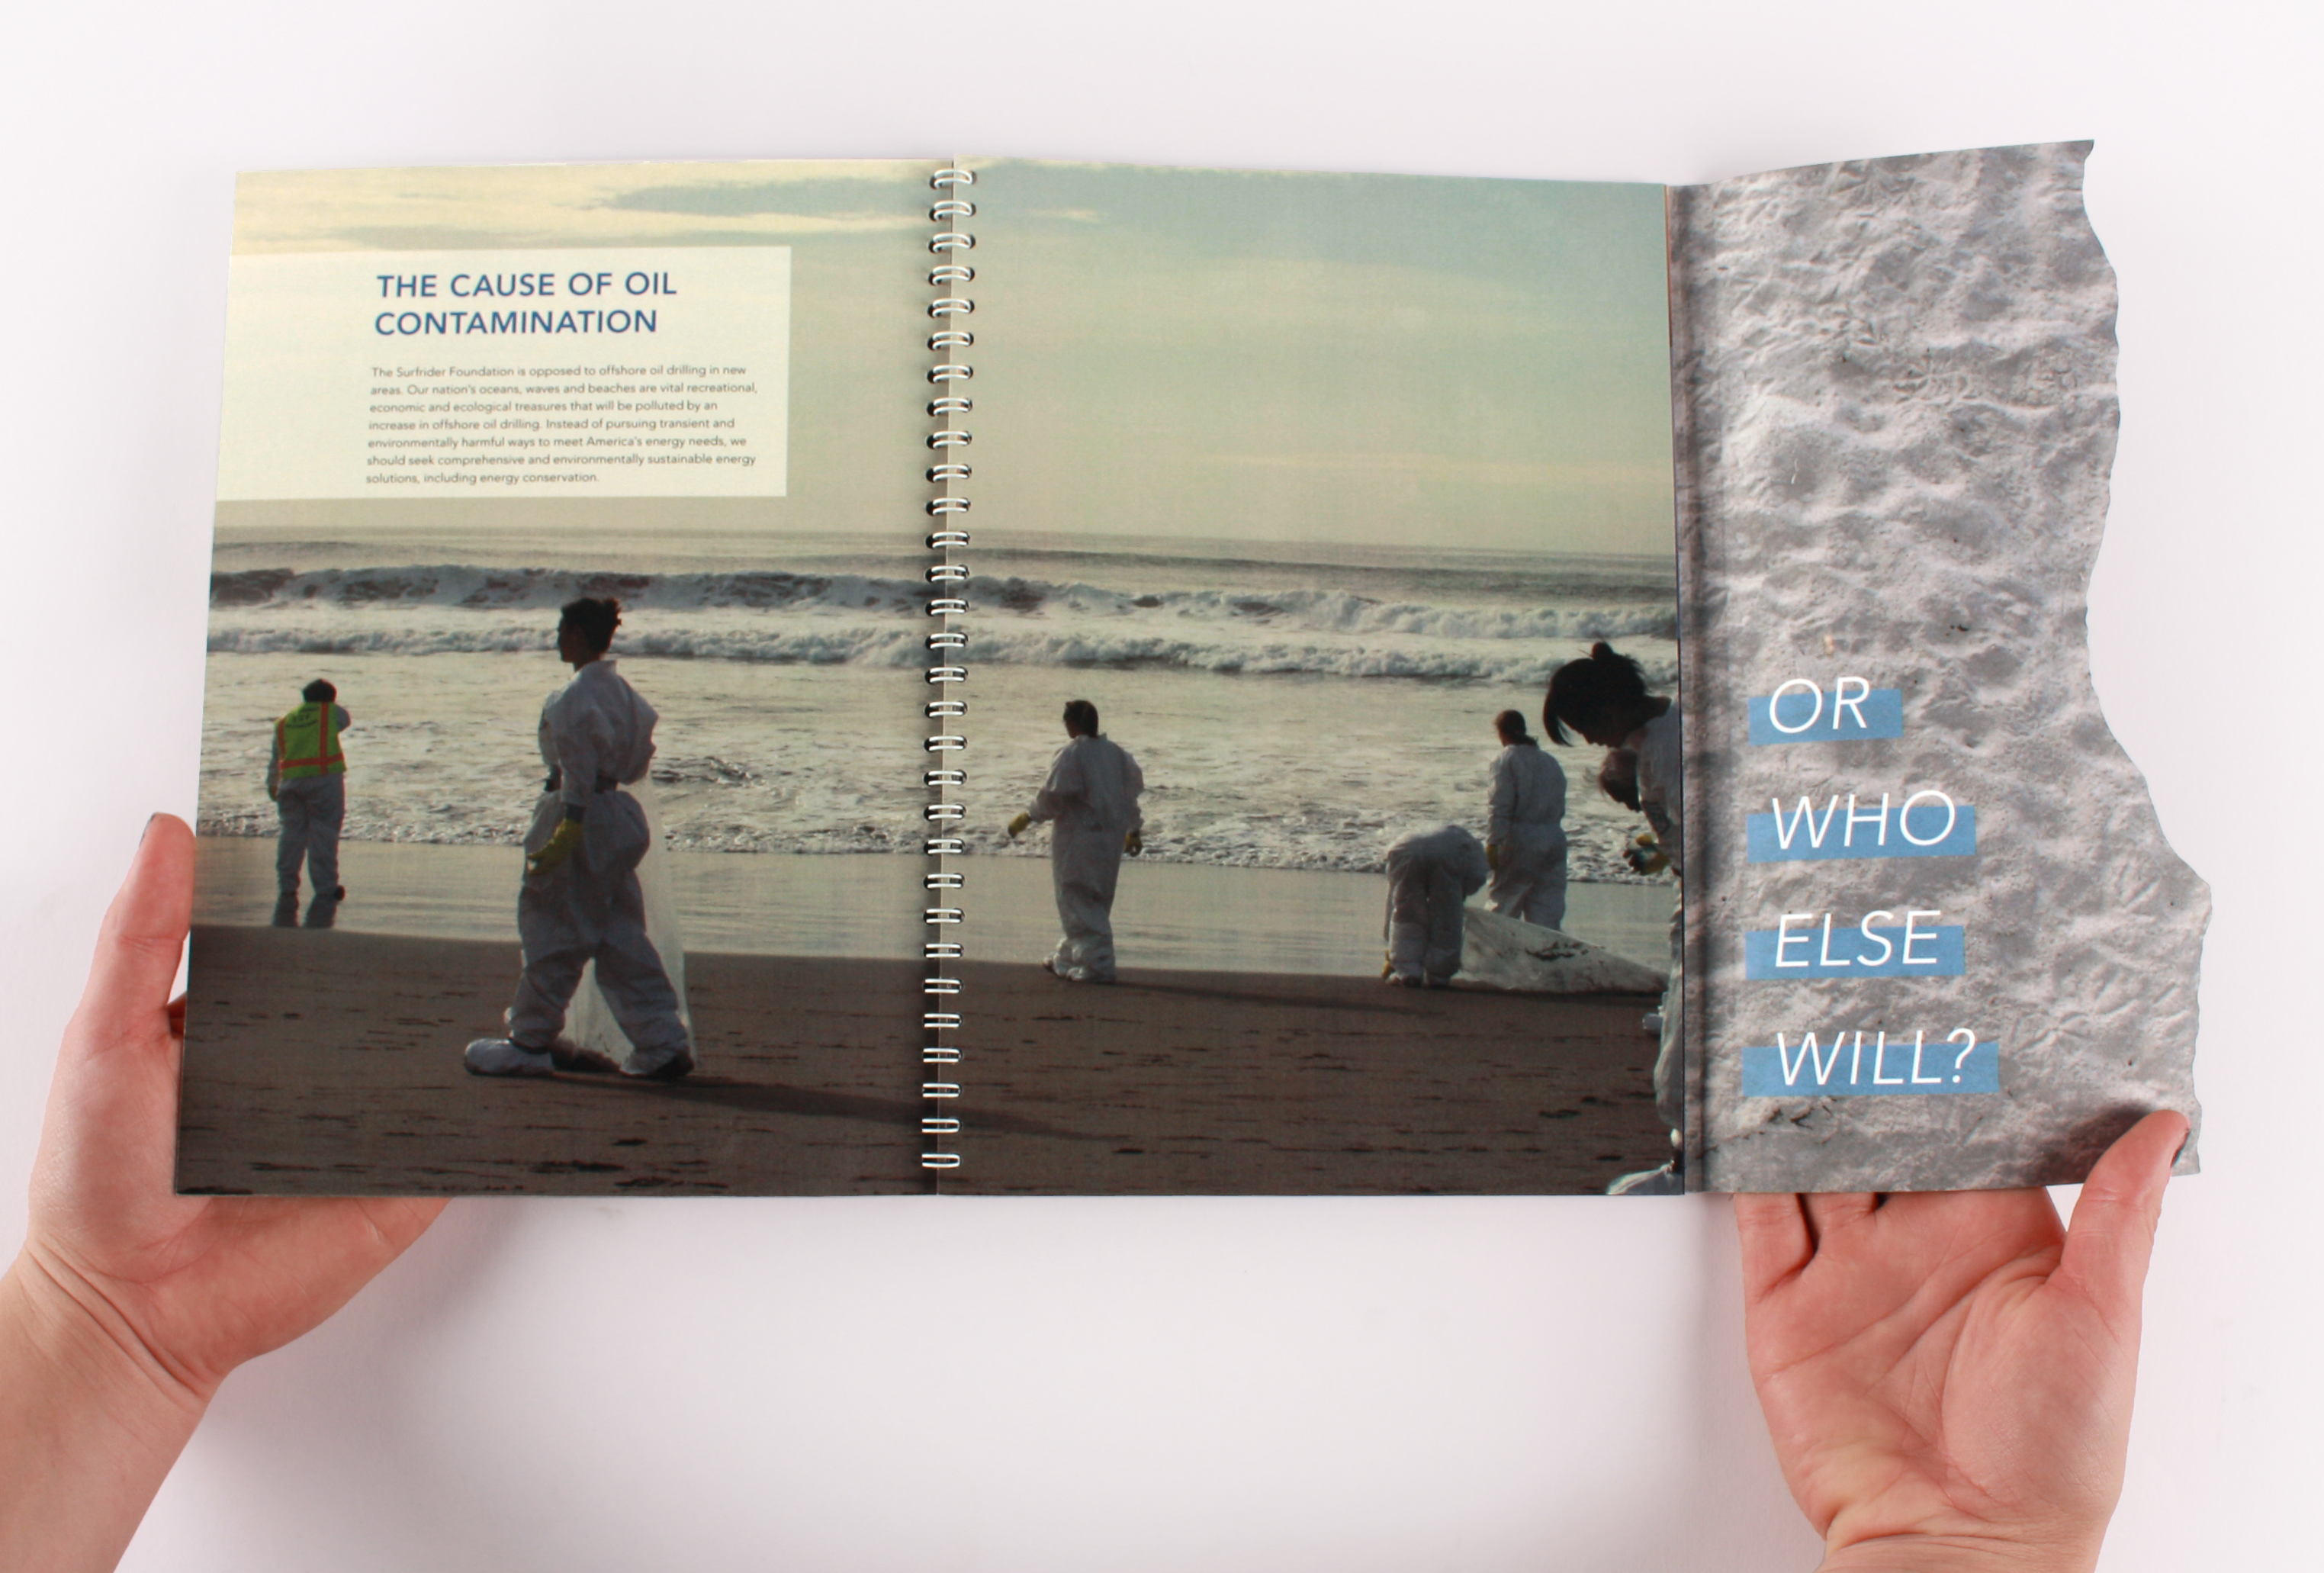 THE CAUSE OF OIL
CONTAMINATION
The Surfrider Foundation is opposed to offshore oil drilling in new
areas. Our nation's oceans, waves and beaches are vital recreational,
economic and ecological treasures that will be polluted by an
increase in offshore oil drilling. Instead of pursuing transient and
environmentally harmful ways to meet America's energy needs, we
should seek comprehensive and environmentally sustainable energy
solutions, including energy conservation.
OR
WHO
ELSE
WILL?